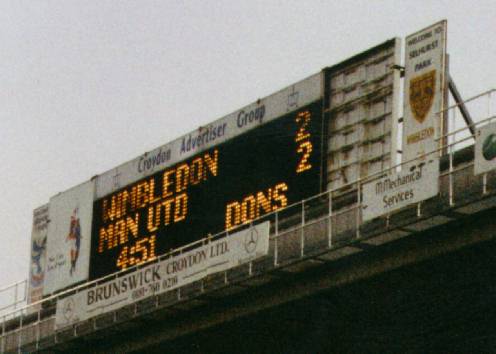 WELCOME TO
SELHURST
PARK
WIMBLEDON
Croydon Advertiser Group
WIMBLEDON 2
MAN UTD 2
4:51 DONS
M Mechanical
Services
BRUNSWICK CROYDON LTD.